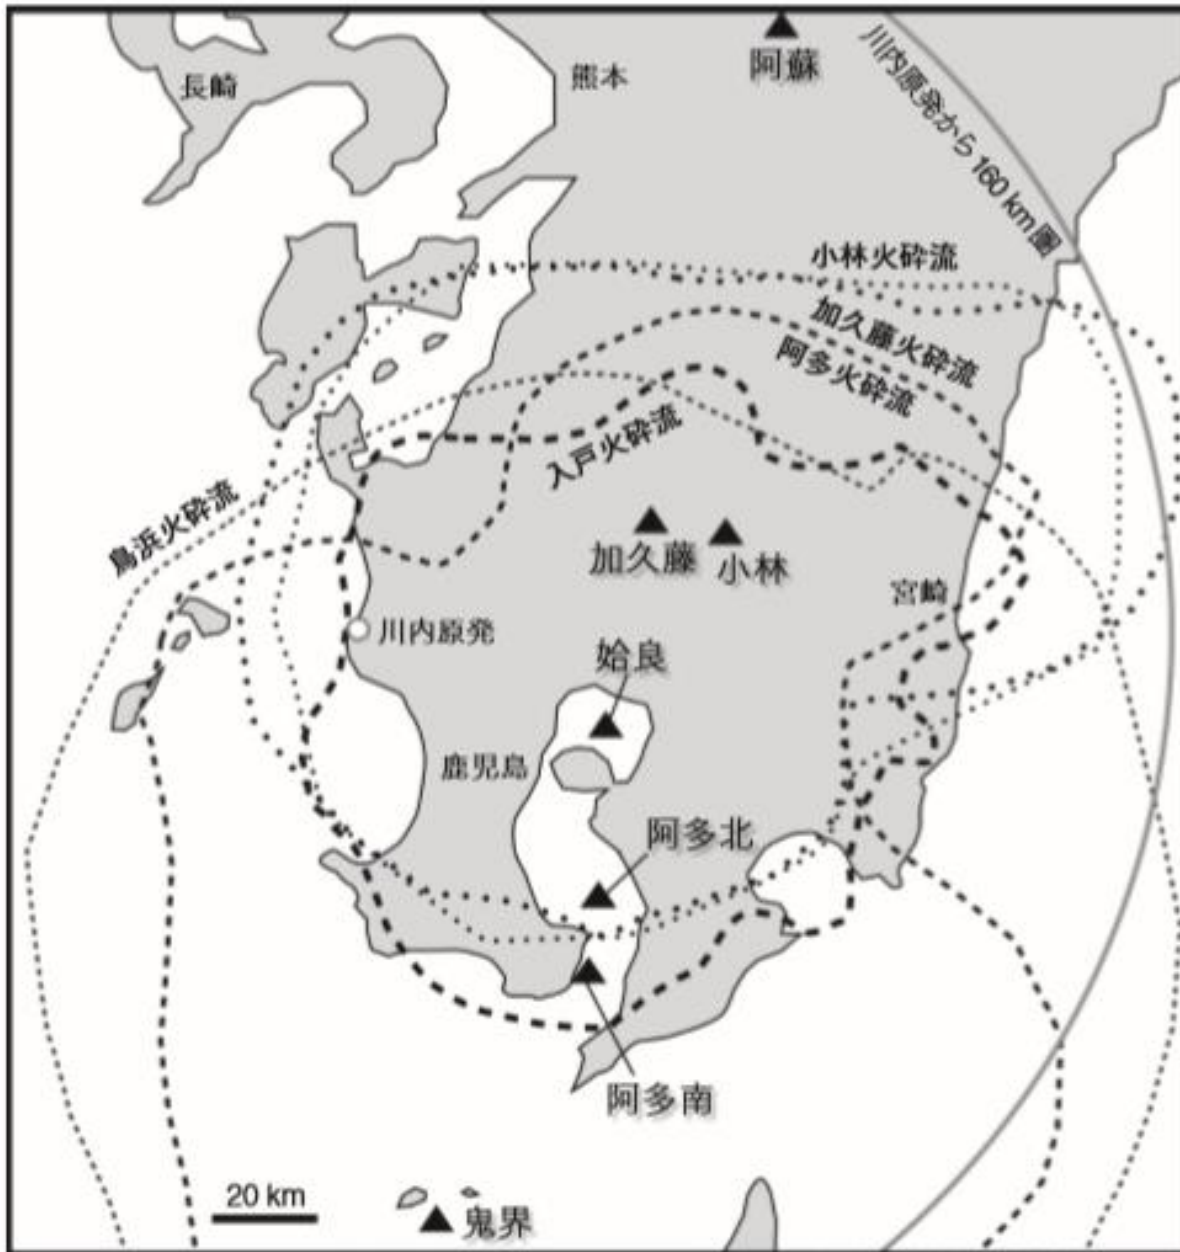 阿蘇
長崎
熊本
川内原発から 160 km圏
小林火砕流
加久藤火砕流
阿多火砕流
入戸火砕流
鳥浜火砕流
加久藤
小林
宮崎
川内原発
姶良
鹿児島
阿多北
阿多南
20 km
鬼界